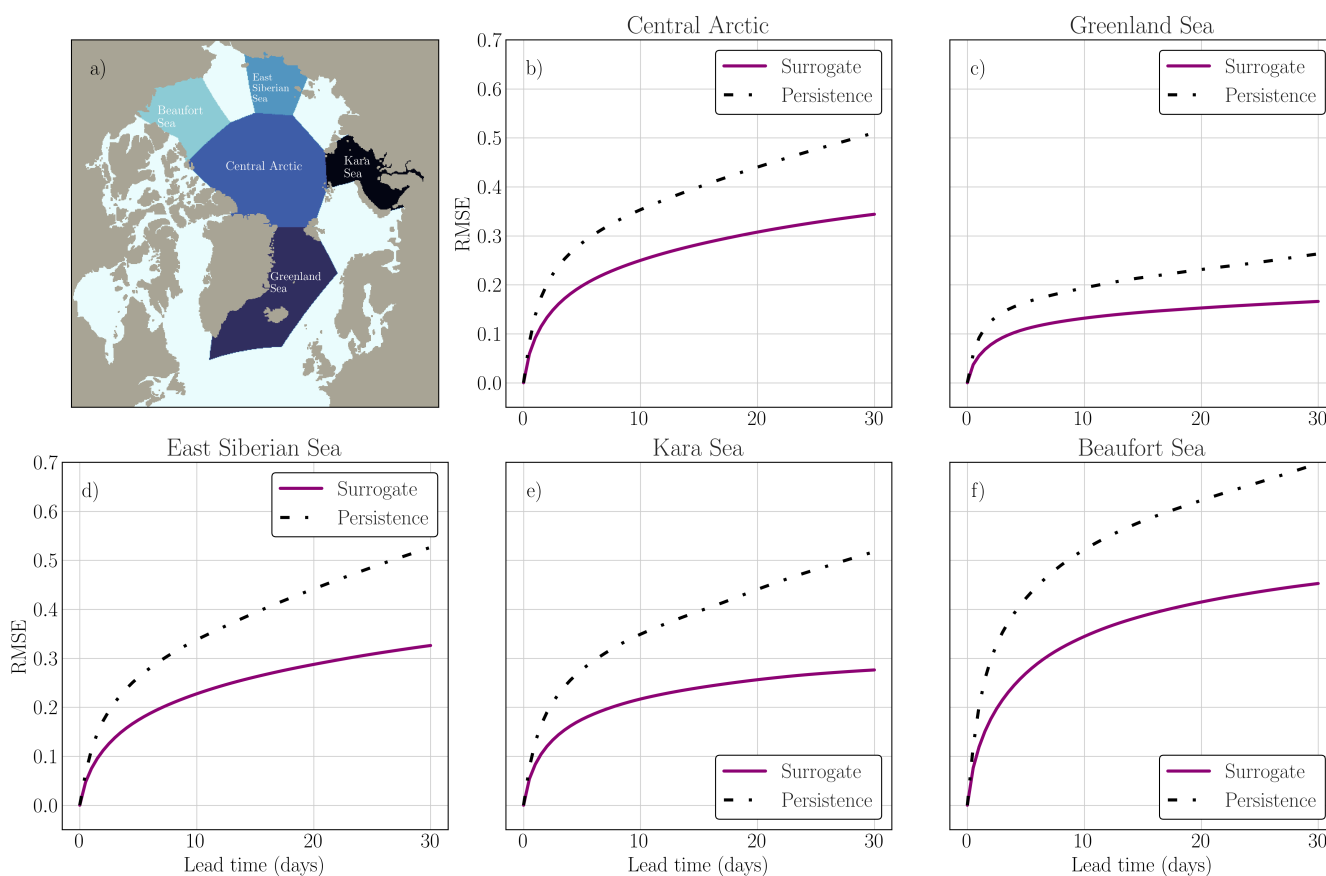 a)
East
Siberian
Sea
Beaufort
Sea
Central Arctic
Kara
Sea
Greenland
Sea
Central Arctic
b)
Surrogate
Persistence
RMSE
0.7
0.6
0.5
0.4
0.3
0.2
0.1
0.0
0 10 20 30
Greenland Sea
c)
Surrogate
Persistence
0 10 20 30
East Siberian Sea
d)
Surrogate
Persistence
RMSE
0.7
0.6
0.5
0.4
0.3
0.2
0.1
0.0
0 10 20 30
Lead time (days)
Kara Sea
e)
Surrogate
Persistence
0 10 20 30
Lead time (days)
Beaufort Sea
f)
Surrogate
Persistence
0 10 20 30
Lead time (days)